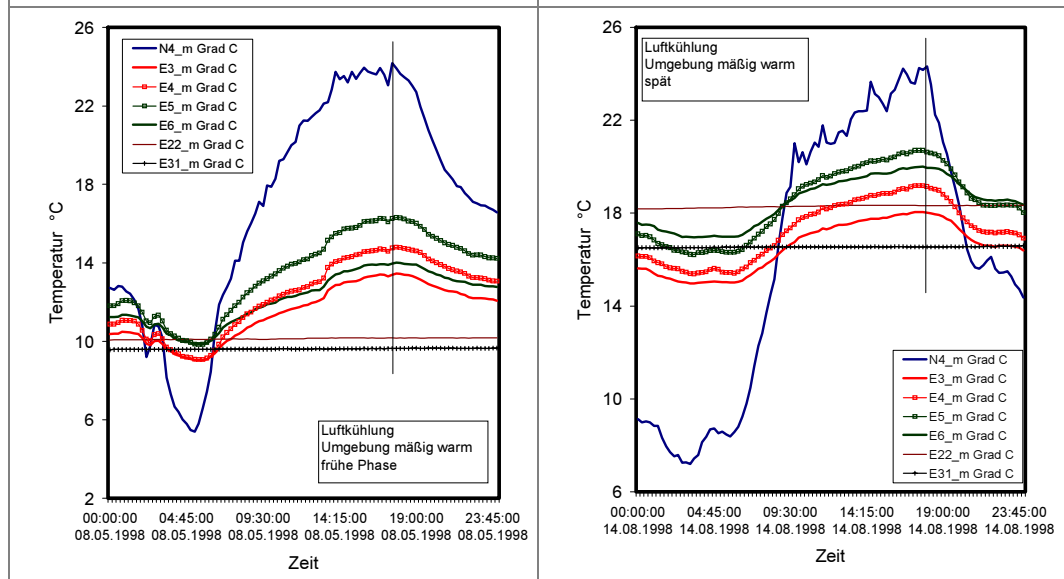 26
22
18
14
10
6
2
Temperatur °C
N4_m Grad C
E3_m Grad C
E4_m Grad C
E5_m Grad C
E6_m Grad C
E22_m Grad C
E31_m Grad C
Luftkühlung
Umgebung mäßig warm
frühe Phase
00:00:00 04:45:00 09:30:00 14:15:00 19:00:00 23:45:00
08.05.1998 08.05.1998 08.05.1998 08.05.1998 08.05.1998 08.05.1998
Zeit
26
22
18
14
10
6
Temperatur °C
Luftkühlung
Umgebung mäßig warm
spät
N4_m Grad C
E3_m Grad C
E4_m Grad C
E5_m Grad C
E6_m Grad C
E22_m Grad C
E31_m Grad C
00:00:00 04:45:00 09:30:00 14:15:00 19:00:00 23:45:00
14.08.1998 14.08.1998 14.08.1998 14.08.1998 14.08.1998 14.08.1998
Zeit